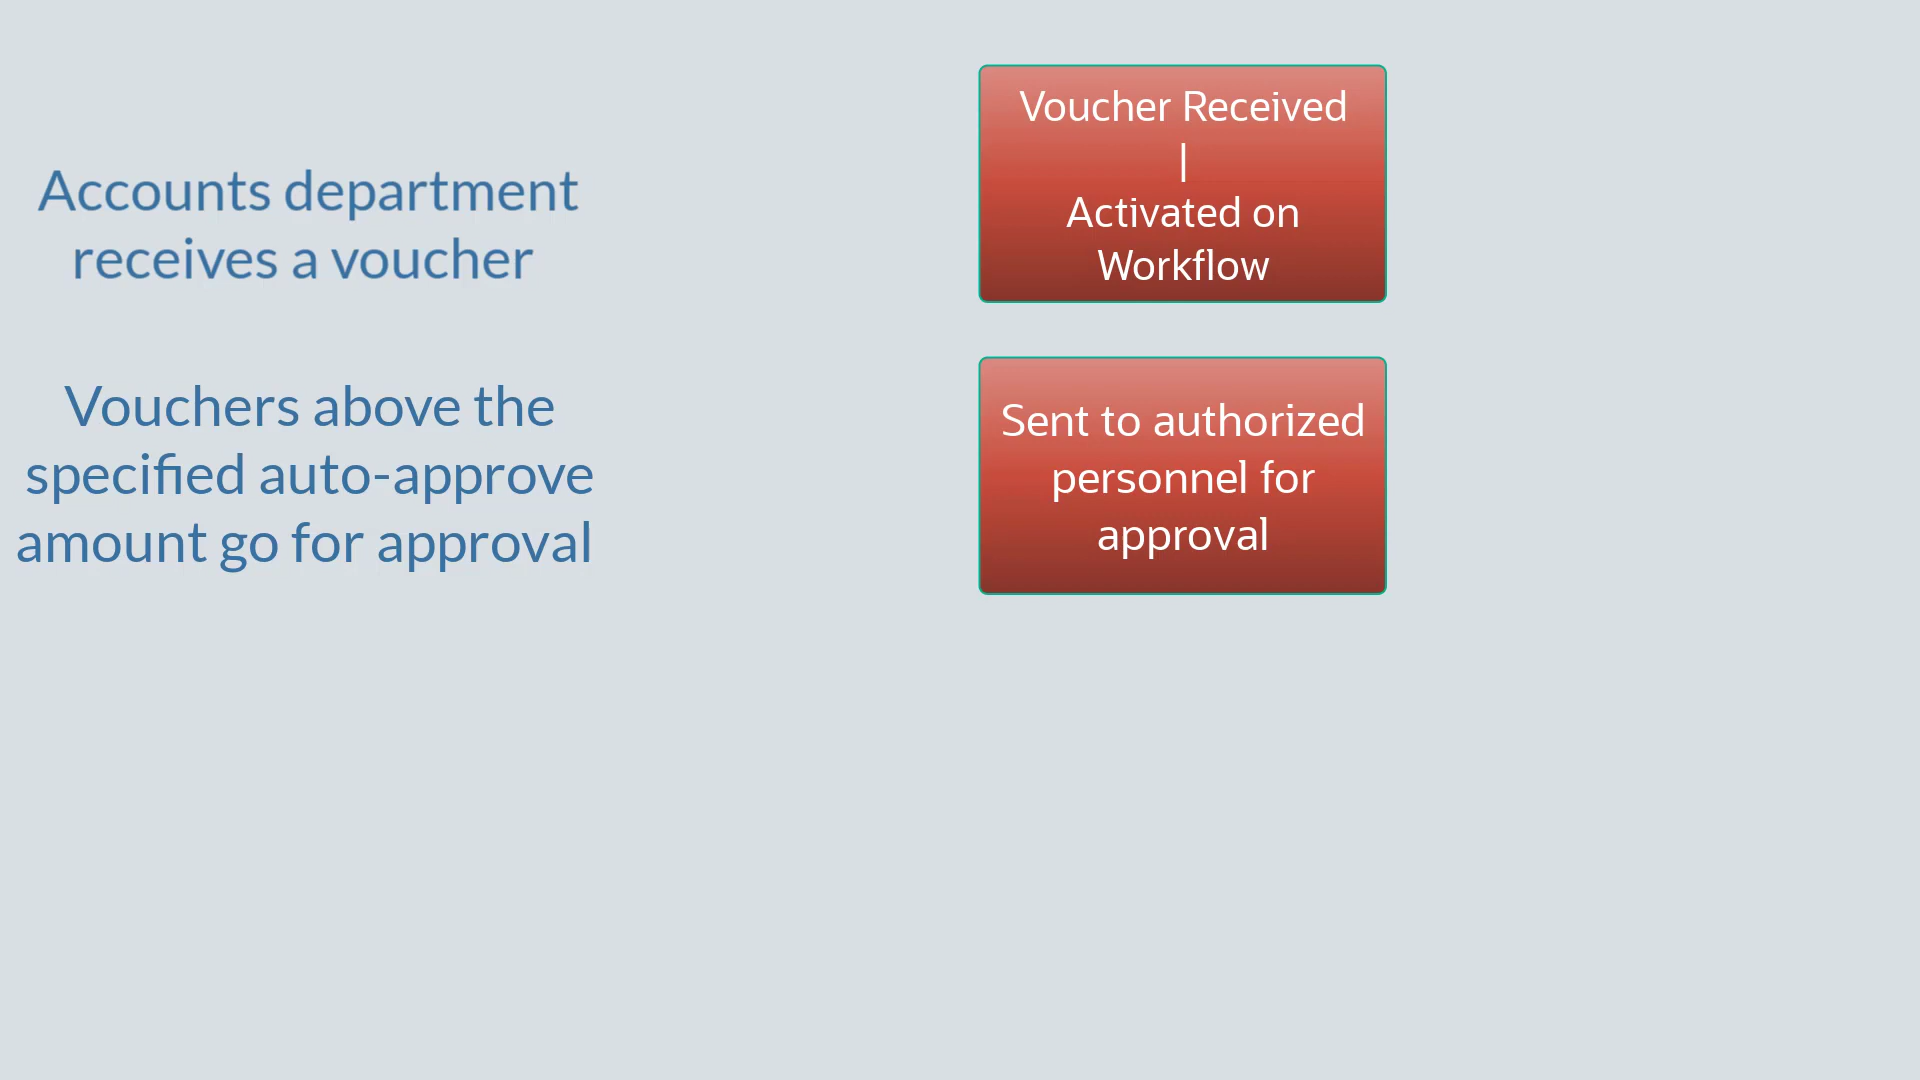 Accounts department
receives a voucher
Vouchers above the
specified auto-approve
amount go for approval
Voucher Received
|
Activated on
Workflow
Sent to authorized
personnel for
approval